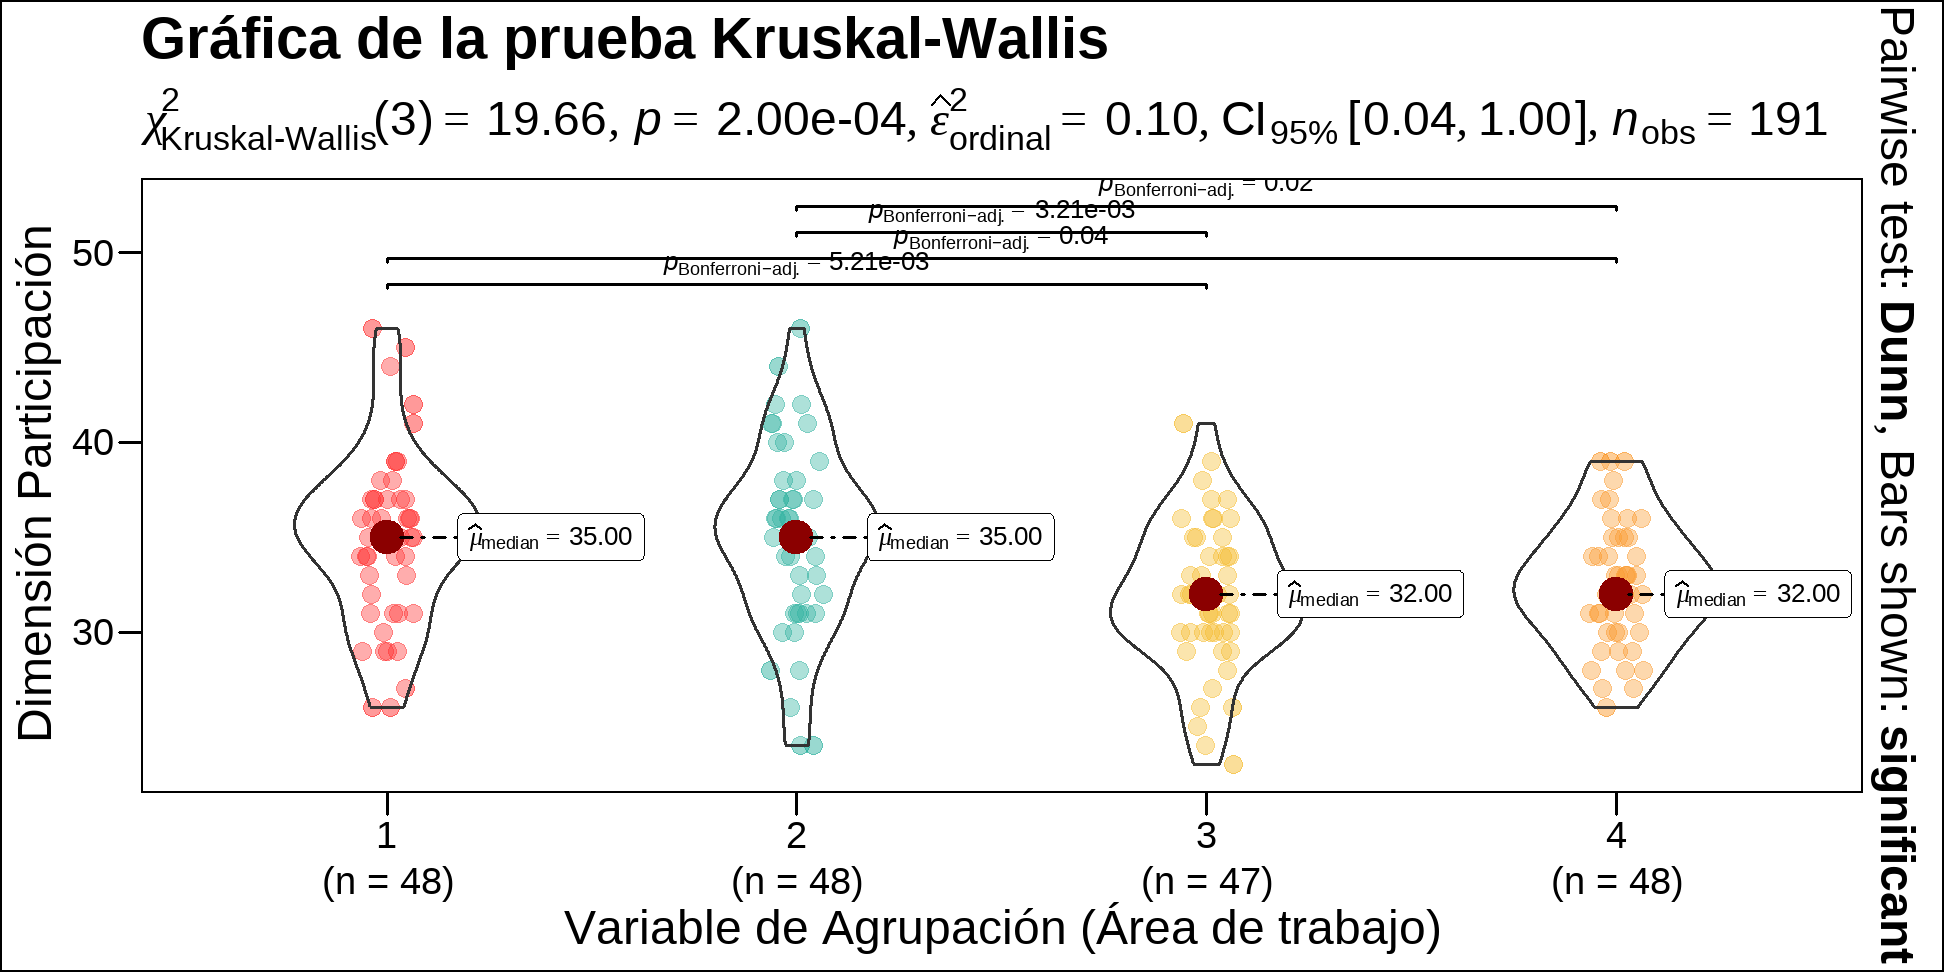 Gráfica de la prueba Kruskal-Wallis
χ²Kruskal-Wallis(3) = 19.66, p = 2.00e-04, ε̂²ordinal = 0.10, CI95% [0.04, 1.00], nobs = 191
pBonferroni−adj. = 0.02
pBonferroni−adj. = 3.21e-03
pBonferroni−adj. = 0.04
pBonferroni−adj. = 5.21e-03
Dimensión Participación
50
40
30
μ̂median = 35.00
μ̂median = 35.00
μ̂median = 32.00
μ̂median = 32.00
1
(n = 48)
2
(n = 48)
3
(n = 47)
4
(n = 48)
Variable de Agrupación (Área de trabajo)
Pairwise test: Dunn, Bars shown: significant